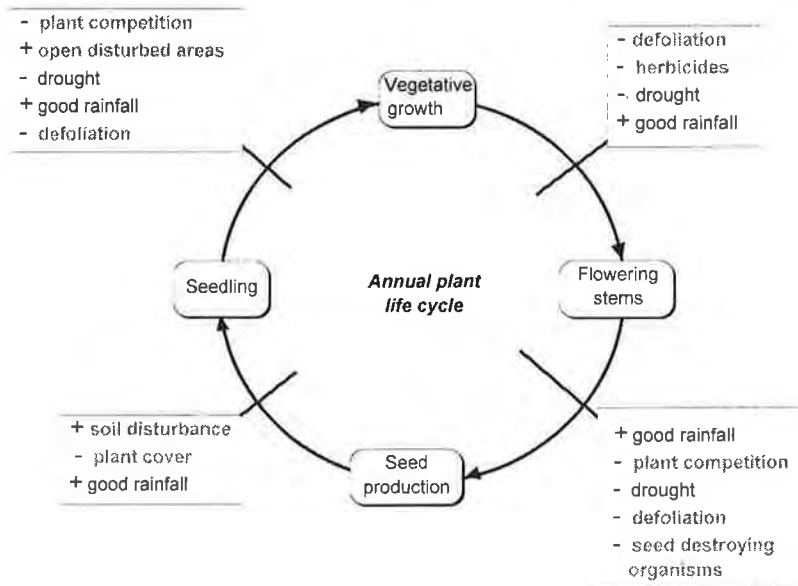 - plant competition
+ open disturbed areas
- drought
+ good rainfall
- defoliation
Vegetative
growth
- defoliation
- herbicides
- drought
+ good rainfall
Seedling
Annual plant
life cycle
Flowering
stems
+ soil disturbance
- plant cover
+ good rainfall
Seed
production
+ good rainfall
- plant competition
- drought
- defoliation
- seed destroying
organisms